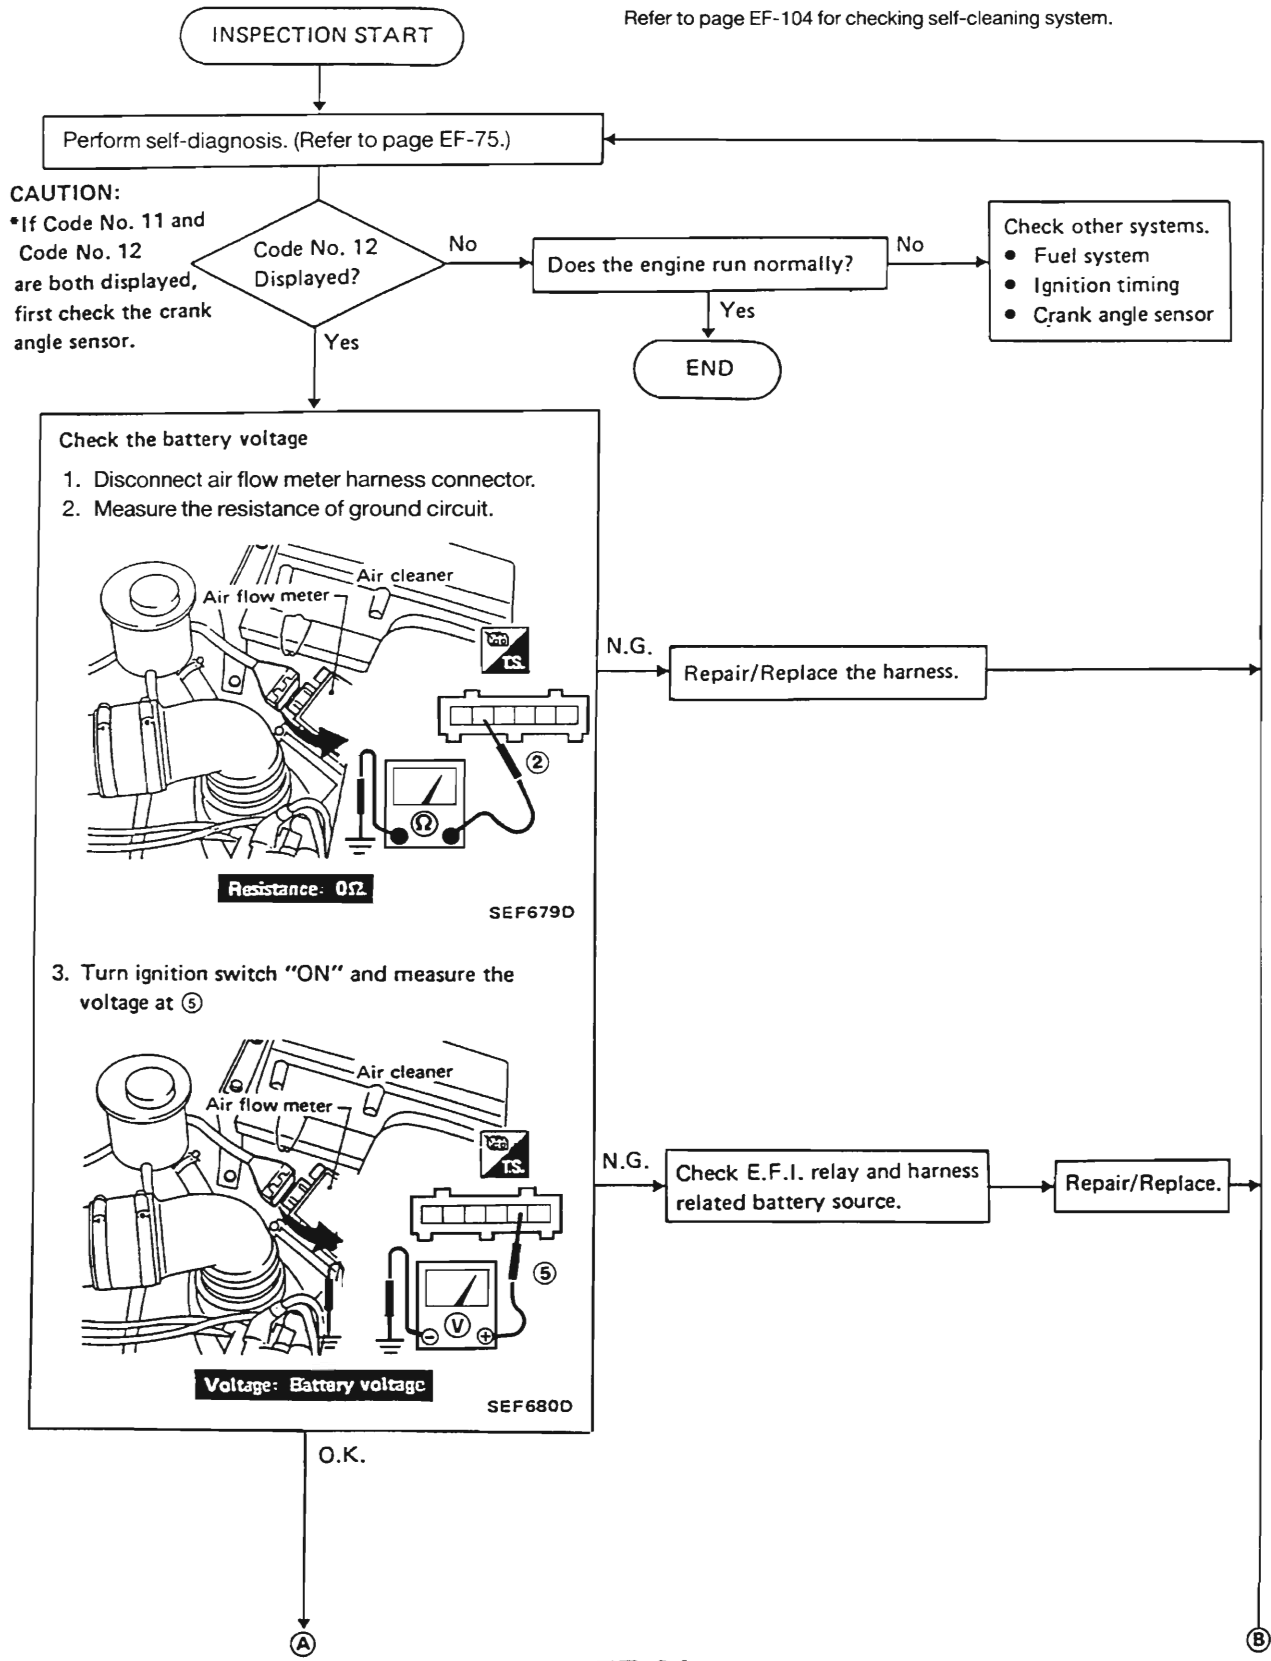 Refer to page EF-104 for checking self-cleaning system.
INSPECTION START
Perform self-diagnosis. (Refer to page EF-75.)
CAUTION:
*If Code No. 11 and
Code No. 12
are both displayed,
first check the crank
angle sensor.
Code No. 12
Displayed?
No
Does the engine run normally?
No
Check other systems.
● Fuel system
● Ignition timing
● Crank angle sensor
Yes
Yes
END
Check the battery voltage
1. Disconnect air flow meter harness connector.
2. Measure the resistance of ground circuit.
Air cleaner
Air flow meter
T.S.
N.G.
Repair/Replace the harness.
②
Ω
Resistance: 0Ω
SEF679D
3. Turn ignition switch "ON" and measure the
voltage at ⑤
Air cleaner
Air flow meter
T.S.
N.G.
Check E.F.I. relay and harness
related battery source.
Repair/Replace.
⑤
V
Voltage: Battery voltage
SEF680D
O.K.
Ⓐ
Ⓑ